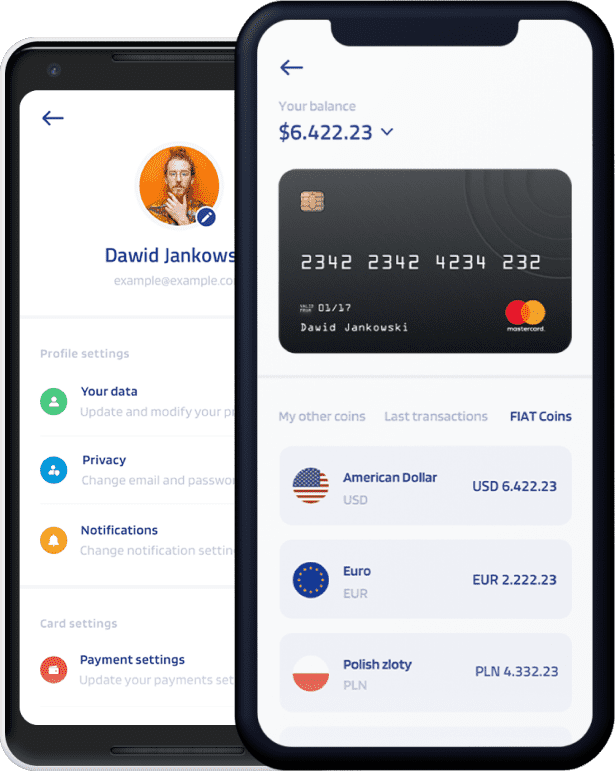 Dawid Jankows
example@example.co
Profile settings
Your data
Update and modify your p
Privacy
Change email and passwo
Notifications
Change notification settin
Card settings
Payment settings
Update your payments set
Your balance
$6.422.23
2342 2342 4234 232
VALID
THRU
01/17
Dawid Jankowski
mastercard.
My other coins
Last transactions
FIAT Coins
American Dollar
USD
USD 6.422.23
Euro
EUR
EUR 2.222.23
Polish zloty
PLN
PLN 4.332.23